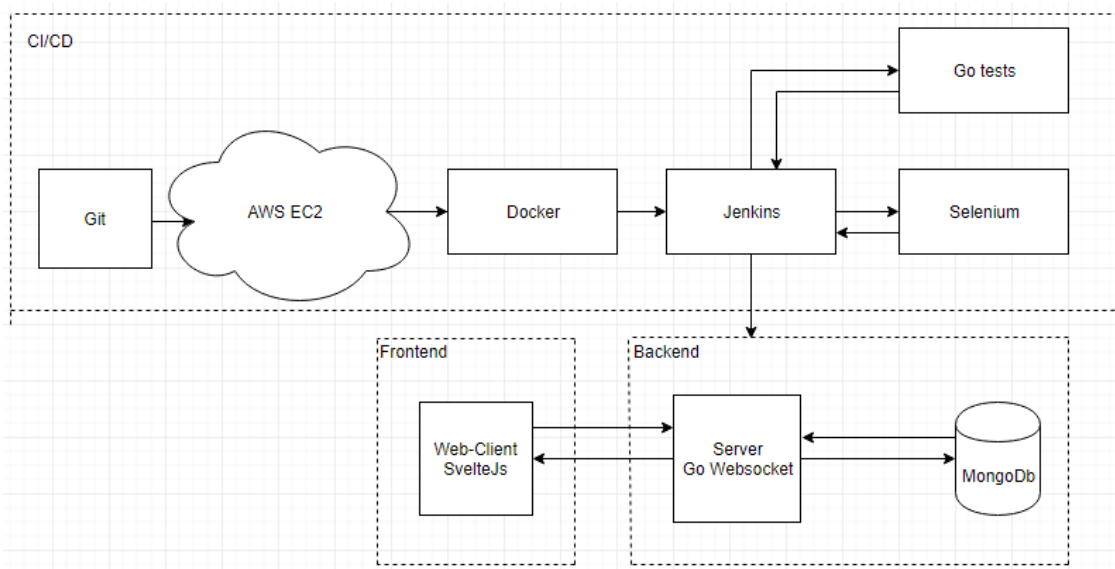 CI/CD
Go tests
Git
AWS EC2
Docker
Jenkins
Selenium
Frontend
Backend
Web-Client
SvelteJs
Server
Go Websocket
MongoDb